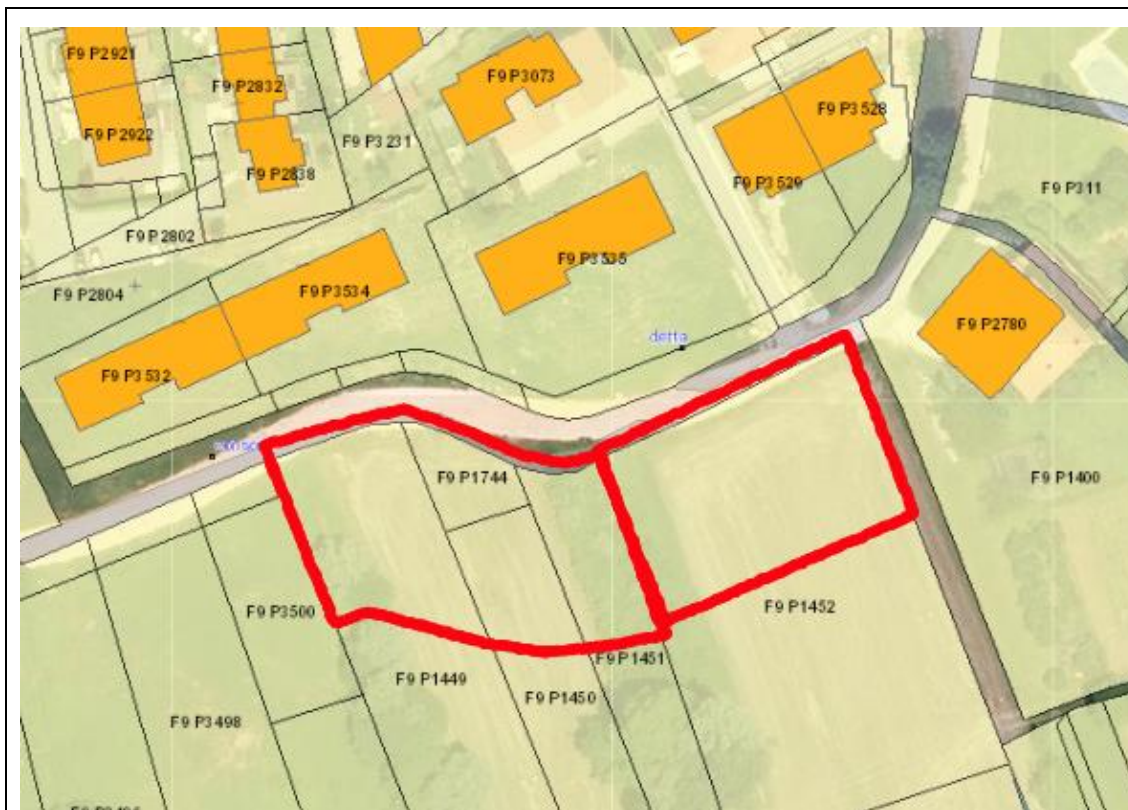 F9 P2921
F9 P2832
F9 P3073
F9 P3528
F9 P2922
F9 P3231
F9 P2838
F9 P3529
F9 P311
F9 P2802
F9 P3535
F9 P2804
F9 P3534
F9 P2780
detta
F9 P3532
F9 P1744
F9 P1400
F9 P3500
F9 P1452
F9 P1451
F9 P1449
F9 P1450
F9 P3498